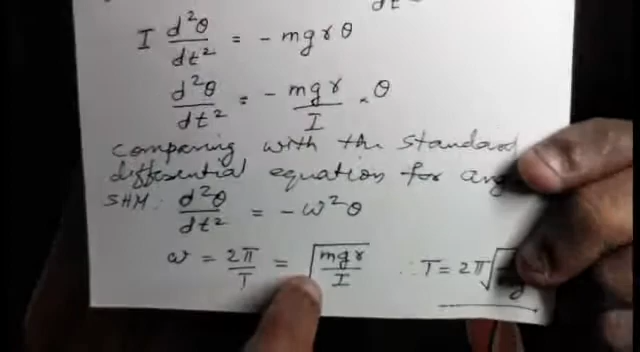 I d²θ/dt² = - mgr θ
d²θ/dt² = - mgr/I × θ
comparing with the standard
differential equation for
SHM : d²θ/dt² = - ω²θ
ω = 2π/T = √(mgr/I) ∴ T = 2π√